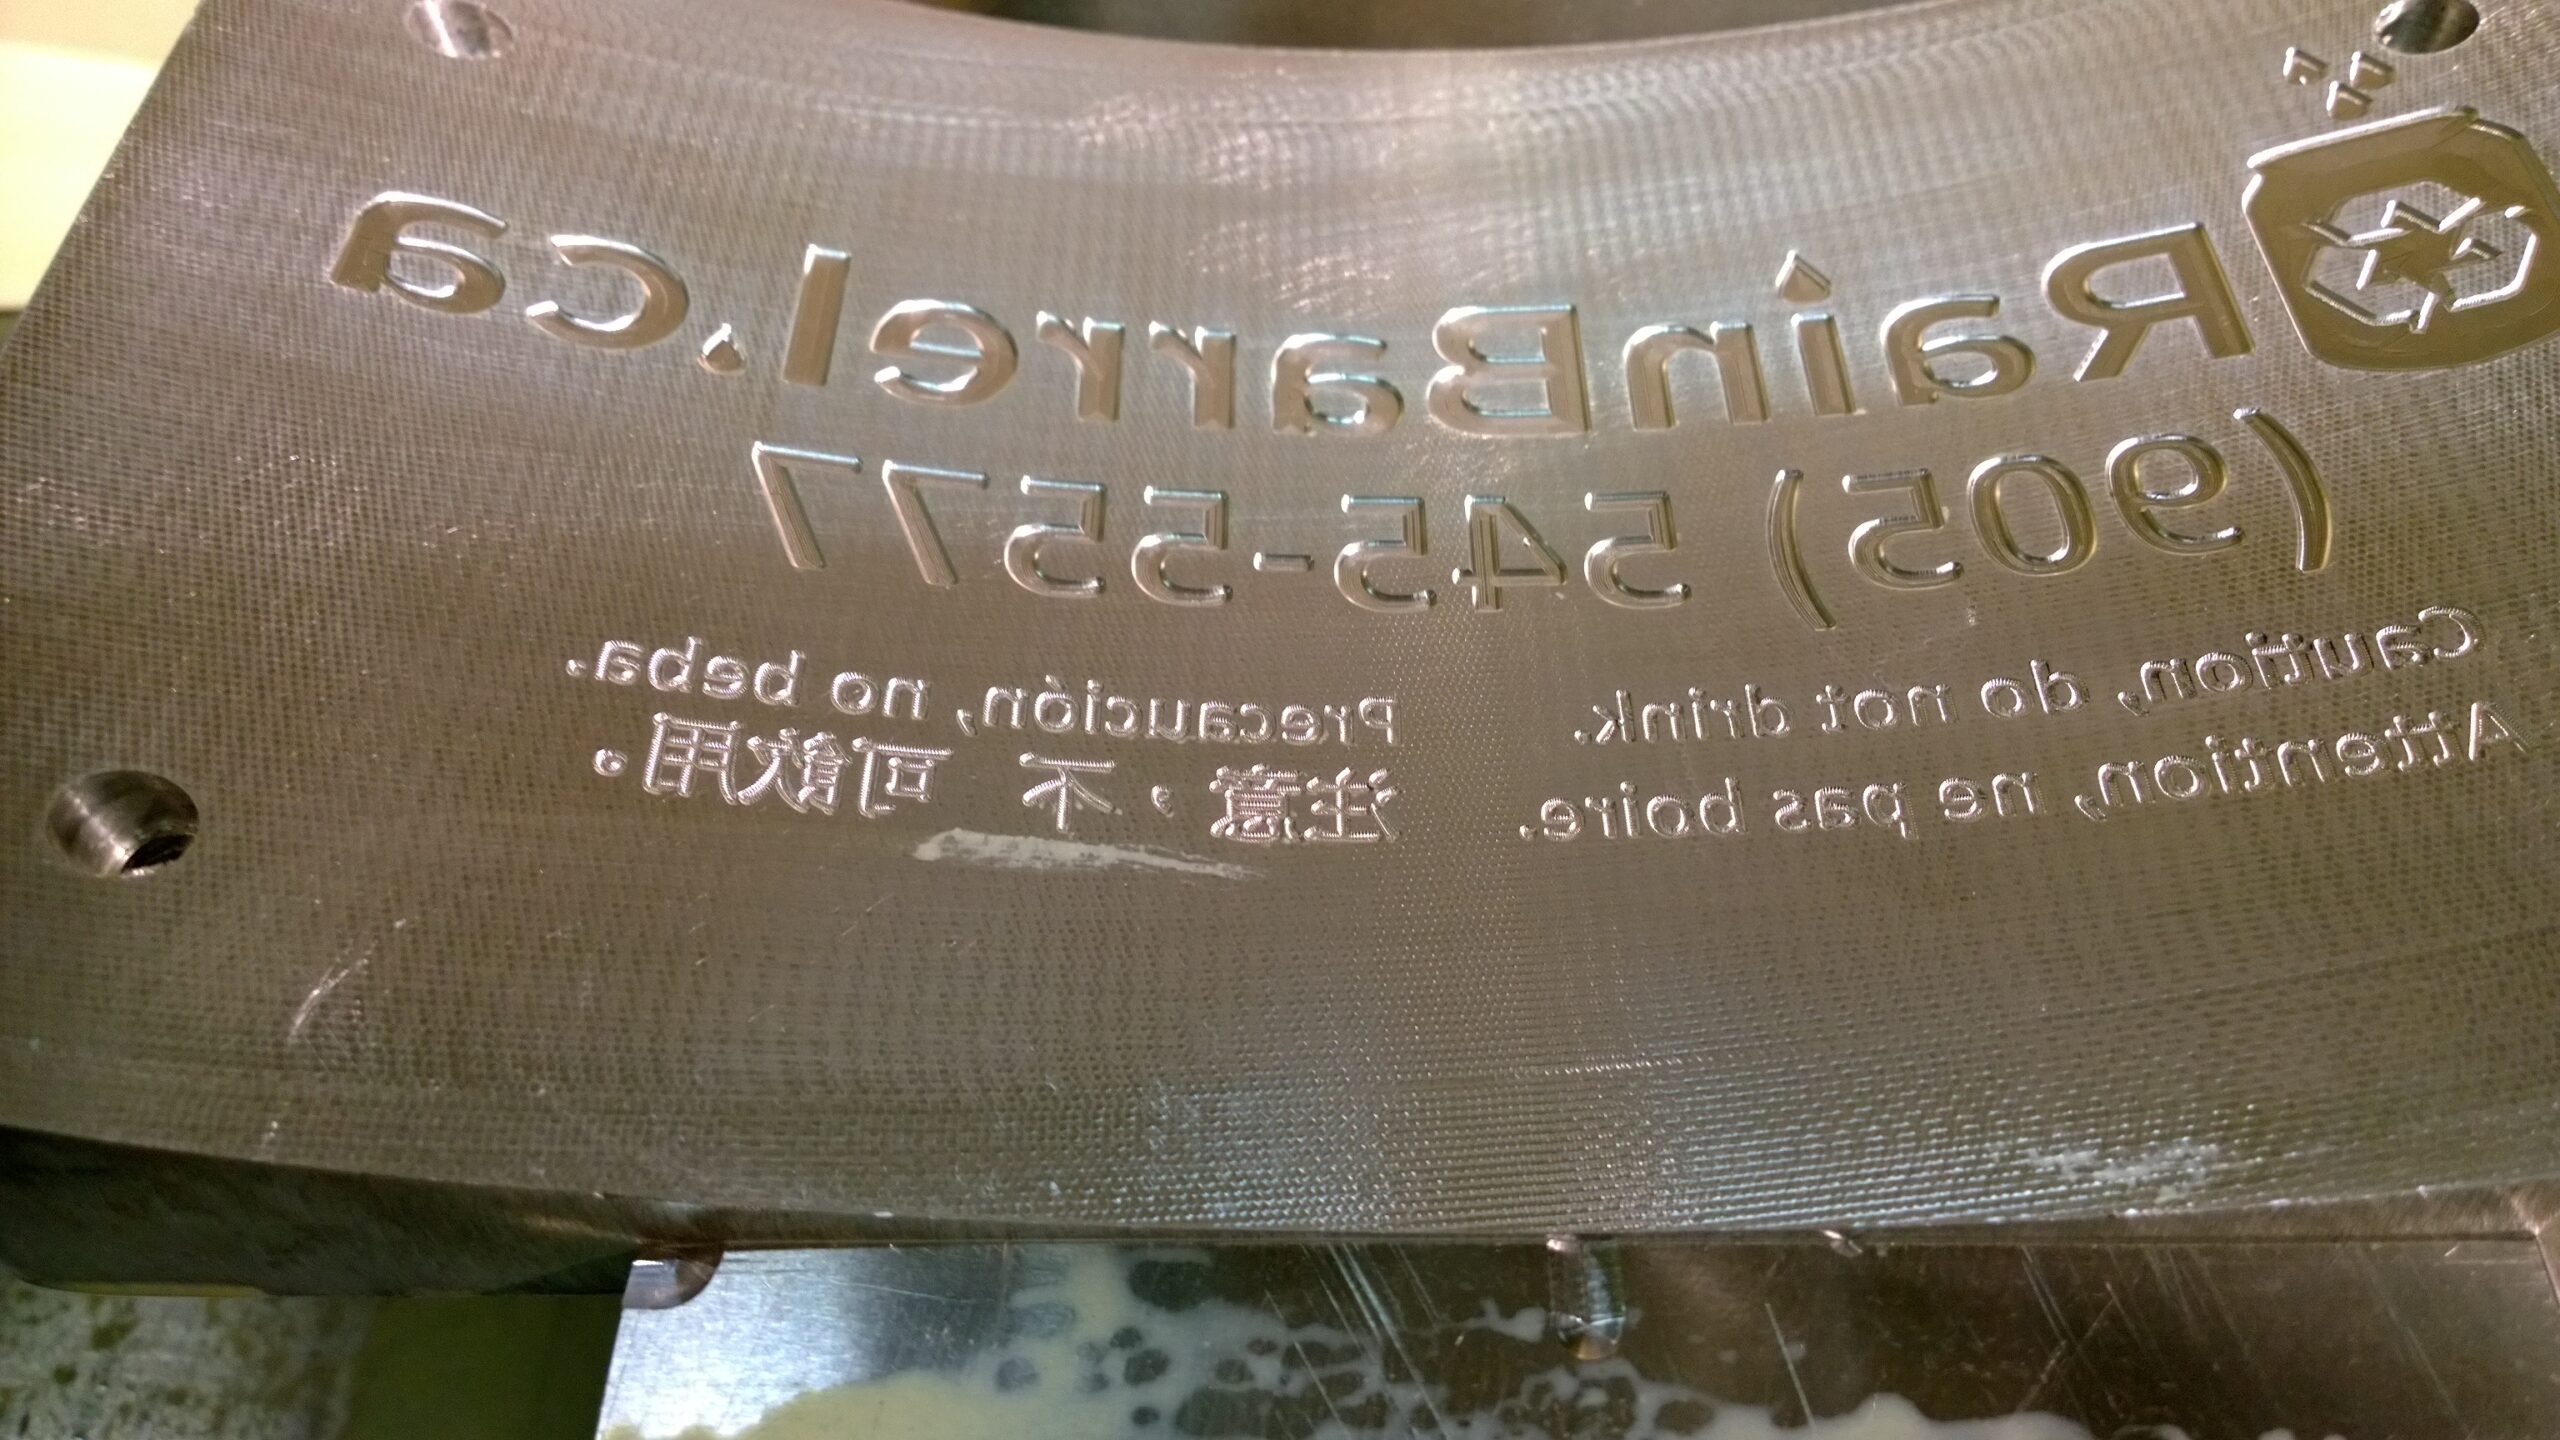 RainBarrel.ca
(905) 545-5577
Caution, do not drink.
Attention, ne pas boire.
Precaución, no beba.
注意，不 可飲用。